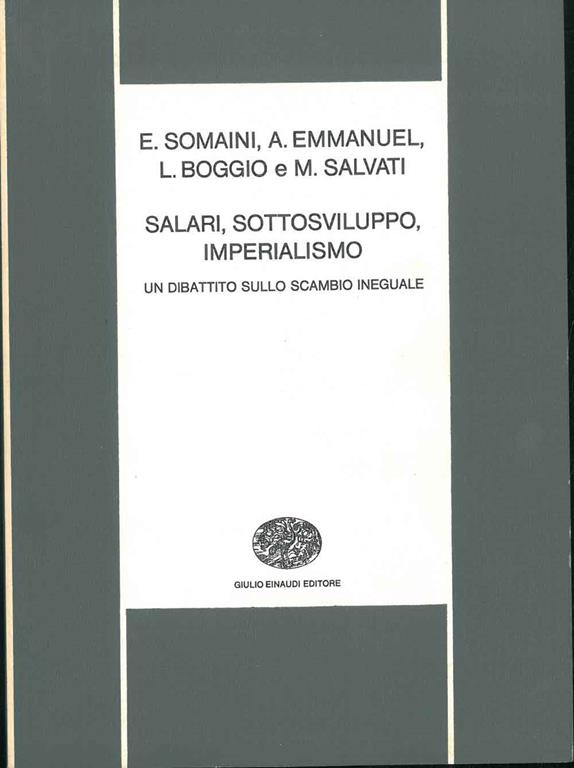 E. SOMAINI, A. EMMANUEL,
L. BOGGIO e M. SALVATI
SALARI, SOTTOSVILUPPO,
IMPERIALISMO
UN DIBATTITO SULLO SCAMBIO INEGUALE
GIULIO EINAUDI EDITORE